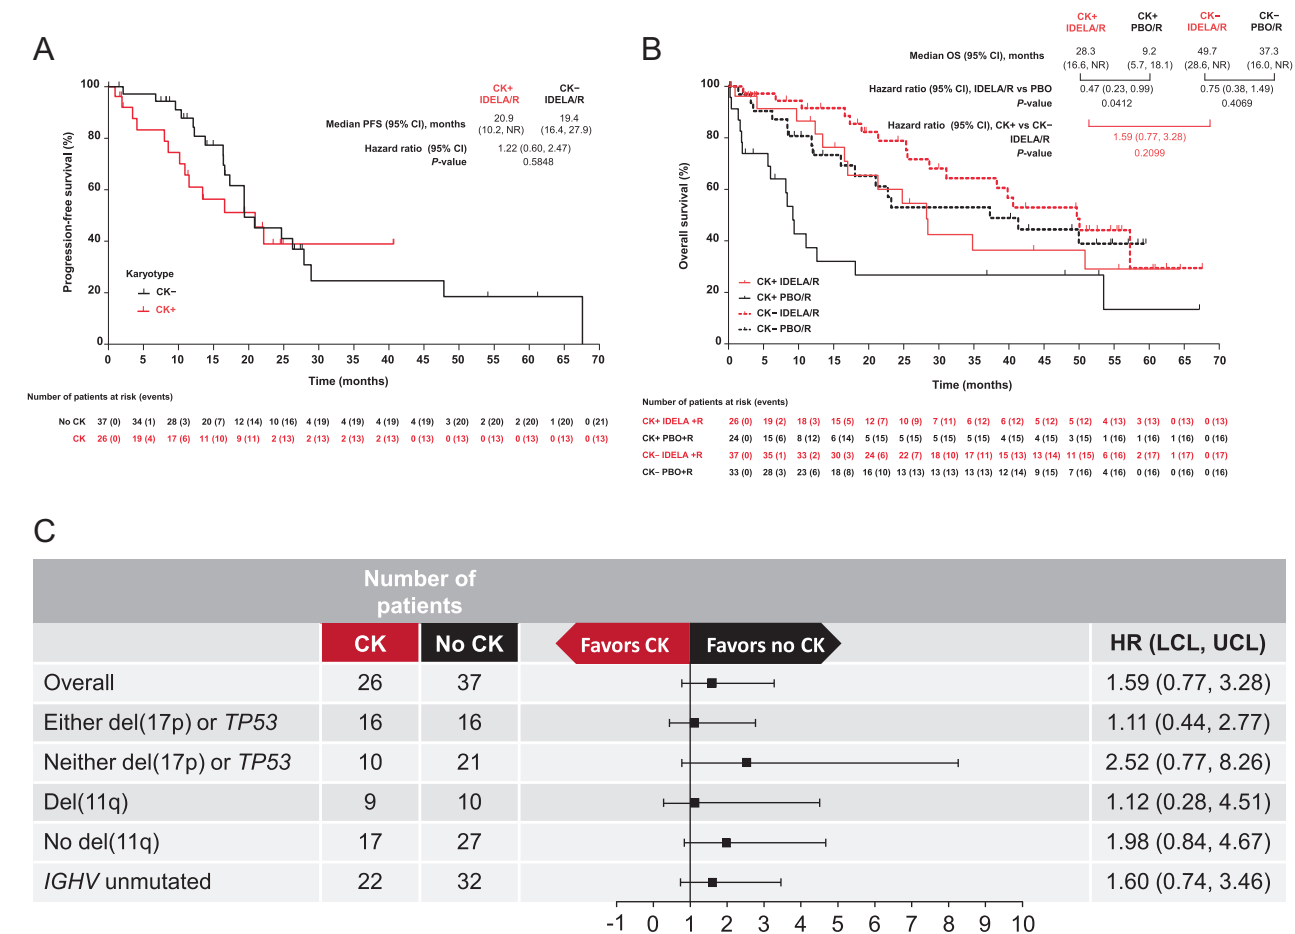 A
CK+ CK−
IDELA/R IDELA/R
Median PFS (95% CI), months 20.9 19.4
(10.2, NR) (16.4, 27.9)
Hazard ratio (95% CI) 1.22 (0.60, 2.47)
P-value 0.5848
Progression-free survival (%)
100
80
60
40
20
0
Karyotype
CK−
CK+
0 5 10 15 20 25 30 35 40 45 50 55 60 65 70
Time (months)
Number of patients at risk (events)
No CK 37 (0) 34 (1) 28 (3) 20 (7) 12 (14) 10 (16) 4 (19) 4 (19) 4 (19) 4 (19) 3 (20) 2 (20) 2 (20) 1 (20) 0 (21)
CK 26 (0) 19 (4) 17 (6) 11 (10) 9 (11) 2 (13) 2 (13) 2 (13) 2 (13) 0 (13) 0 (13) 0 (13) 0 (13) 0 (13) 0 (13)
B
CK+ CK+ CK− CK−
IDELA/R PBO/R IDELA/R PBO/R
Median OS (95% CI), months 28.3 9.2 49.7 37.3
(16.6, NR) (5.7, 18.1) (28.6, NR) (16.0, NR)
Hazard ratio (95% CI), IDELA/R vs PBO 0.47 (0.23, 0.99) 0.75 (0.38, 1.49)
P-value 0.0412 0.4069
Hazard ratio (95% CI), CK+ vs CK−
IDELA/R 1.59 (0.77, 3.28)
P-value 0.2099
Overall survival (%)
100
80
60
40
20
0
CK+ IDELA/R
CK+ PBO/R
CK− IDELA/R
CK− PBO/R
0 5 10 15 20 25 30 35 40 45 50 55 60 65 70
Time (months)
Number of patients at risk (events)
CK+ IDELA +R 26 (0) 19 (2) 18 (3) 15 (5) 12 (7) 10 (9) 7 (11) 6 (12) 6 (12) 5 (12) 5 (12) 4 (13) 3 (13) 0 (13) 0 (13)
CK+ PBO+R 24 (0) 15 (6) 8 (12) 6 (14) 5 (15) 5 (15) 5 (15) 5 (15) 4 (15) 4 (15) 3 (15) 1 (16) 1 (16) 1 (16) 0 (16)
CK− IDELA +R 37 (0) 35 (1) 33 (2) 30 (3) 24 (6) 22 (7) 18 (10) 17 (11) 15 (13) 13 (14) 11 (15) 6 (16) 2 (17) 1 (17) 0 (17)
CK− PBO+R 33 (0) 28 (3) 23 (6) 18 (8) 16 (10) 13 (13) 13 (13) 13 (13) 12 (14) 9 (15) 7 (16) 4 (16) 0 (16) 0 (16) 0 (16)
C
Number of
patients
CK No CK Favors CK Favors no CK HR (LCL, UCL)
Overall 26 37 1.59 (0.77, 3.28)
Either del(17p) or TP53 16 16 1.11 (0.44, 2.77)
Neither del(17p) or TP53 10 21 2.52 (0.77, 8.26)
Del(11q) 9 10 1.12 (0.28, 4.51)
No del(11q) 17 27 1.98 (0.84, 4.67)
IGHV unmutated 22 32 1.60 (0.74, 3.46)
-1 0 1 2 3 4 5 6 7 8 9 10